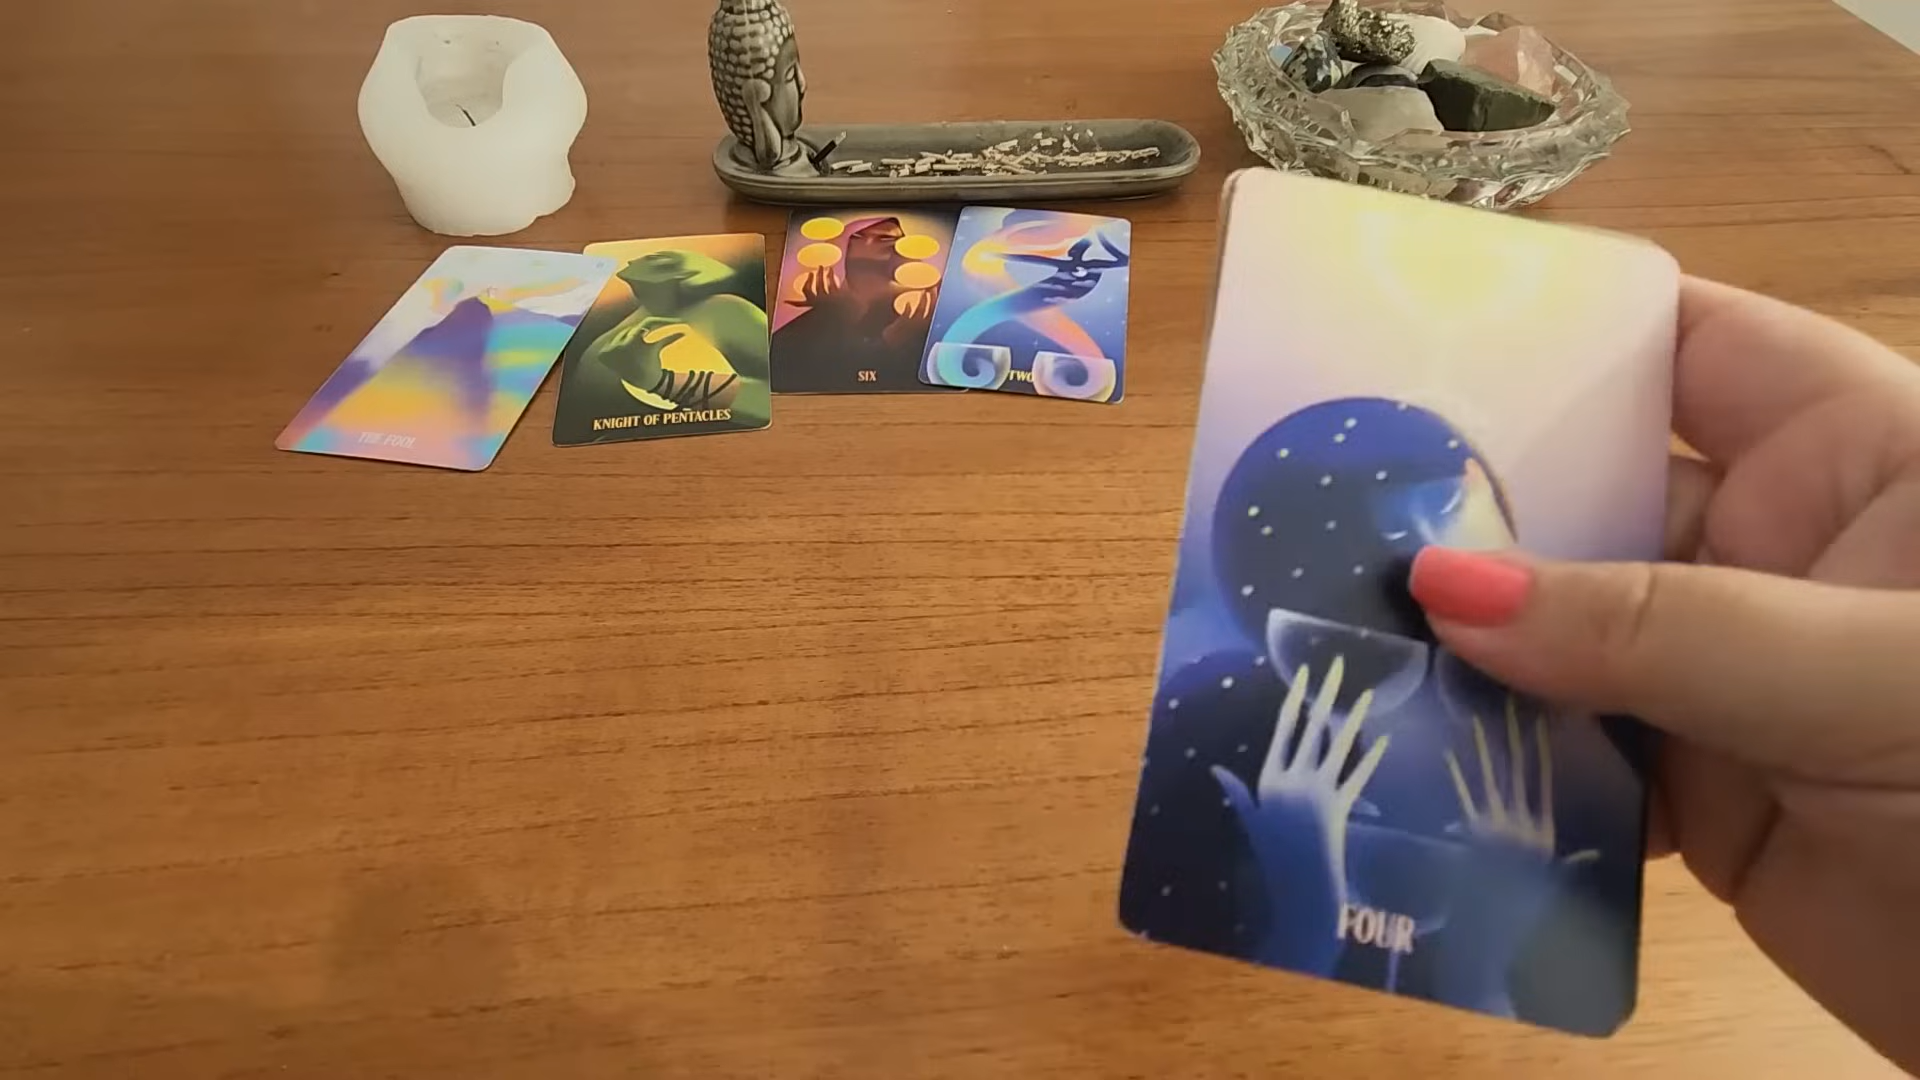 THE FOOL
KNIGHT OF PENTACLES
SIX
TWO
FOUR